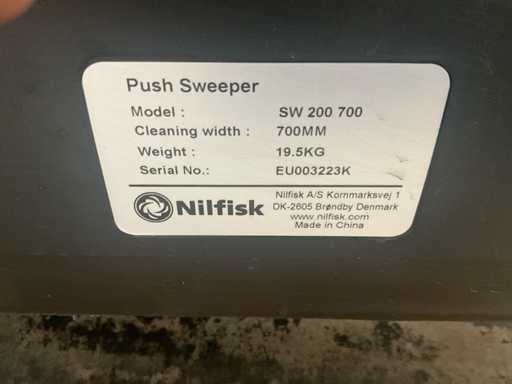 Push Sweeper
Model : SW 200 700
Cleaning width : 700MM
Weight : 19.5KG
Serial No.: EU003223K
Nilfisk
Nilfisk A/S Kornmarksvej 1
DK-2605 Brøndby Denmark
www.nilfisk.com
Made in China